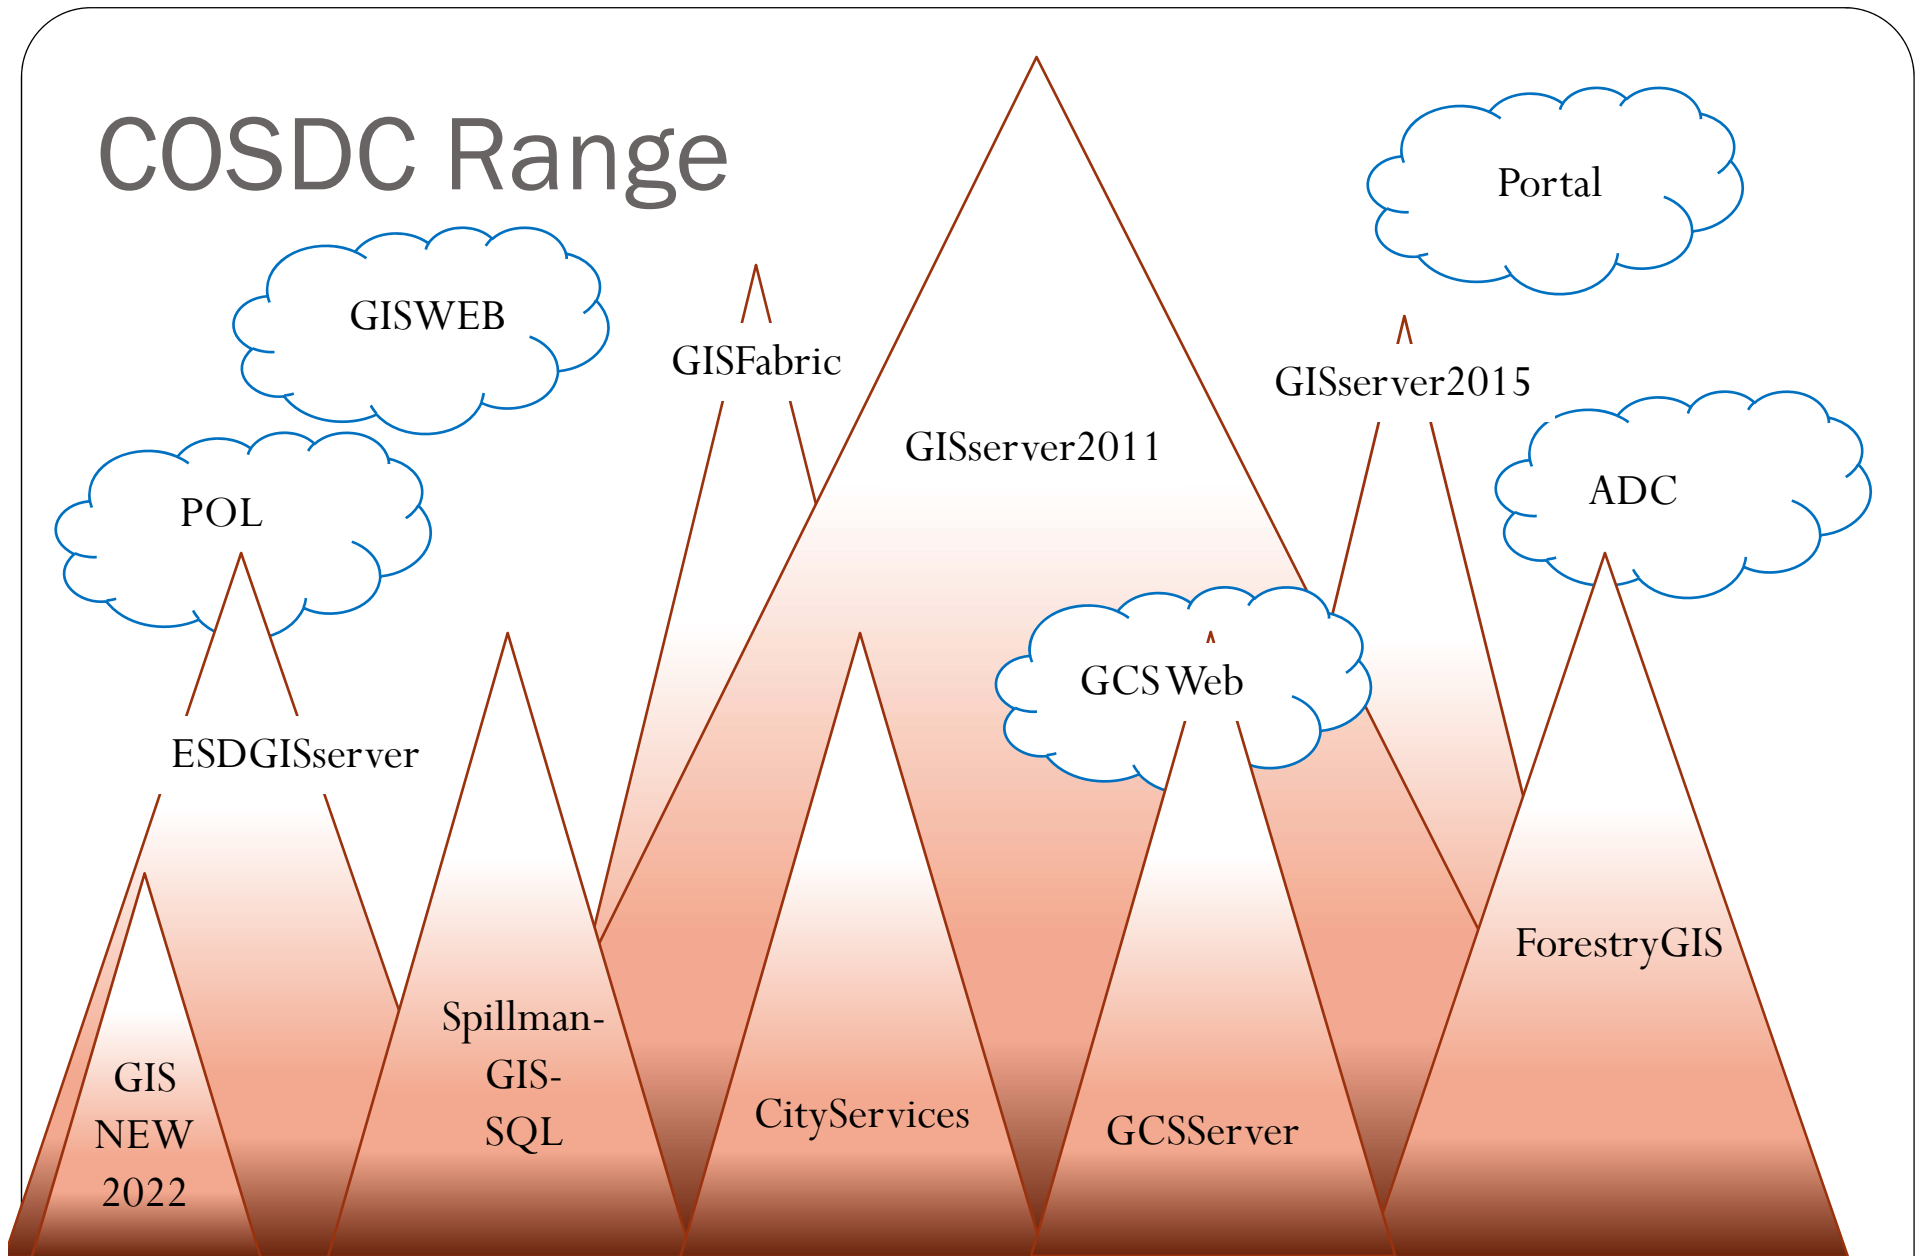 COSDC Range
Portal
GISWEB
GISFabric
GISserver2015
GISserver2011
ADC
POL
GCS Web
ESDGISserver
ForestryGIS
Spillman-
GIS-
SQL
GIS
NEW
2022
CityServices
GCSServer